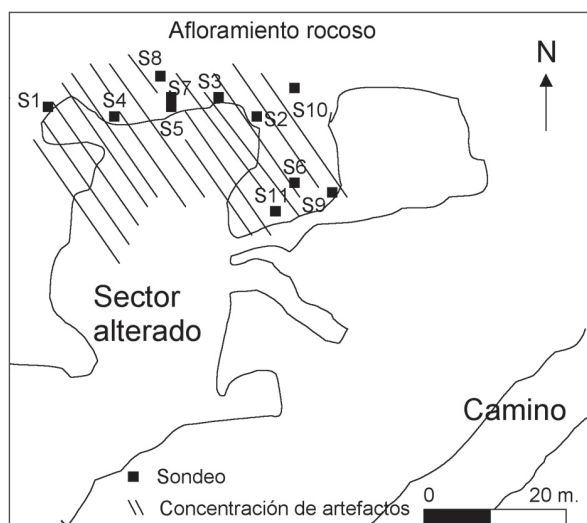 Afloramiento rocoso
N
S8
S7
S3
S1
S4
S5
S2
S10
S6
S11
S9
Sector
alterado
Camino
Sondeo
Concentración de artefactos
0
20 m.